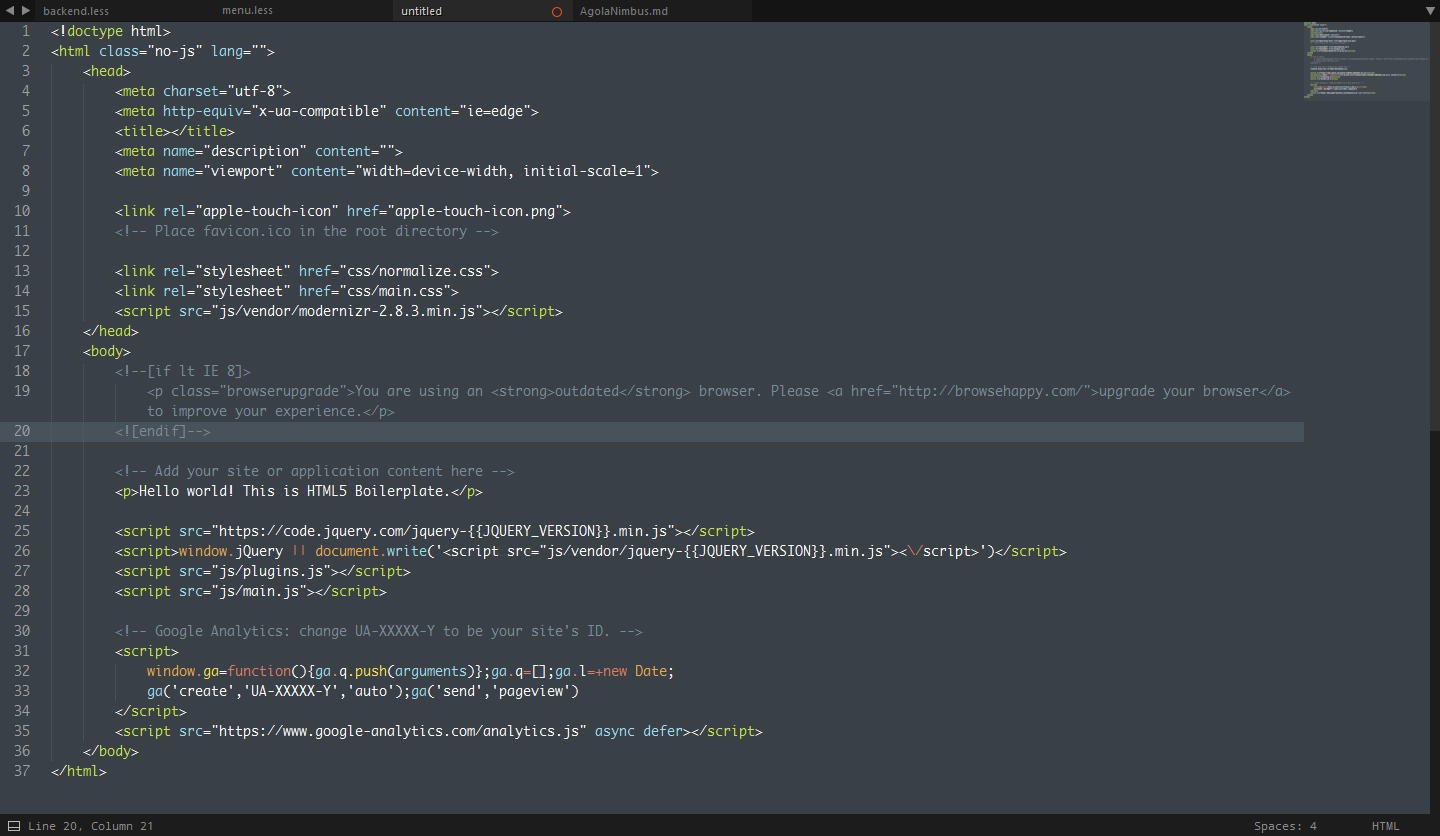 backend.less menu.less untitled AgolaNimbus.md
1 <!doctype html>
2 <html class="no-js" lang="">
3 <head>
4 <meta charset="utf-8">
5 <meta http-equiv="x-ua-compatible" content="ie=edge">
6 <title></title>
7 <meta name="description" content="">
8 <meta name="viewport" content="width=device-width, initial-scale=1">
9
10 <link rel="apple-touch-icon" href="apple-touch-icon.png">
11 <!-- Place favicon.ico in the root directory -->
12
13 <link rel="stylesheet" href="css/normalize.css">
14 <link rel="stylesheet" href="css/main.css">
15 <script src="js/vendor/modernizr-2.8.3.min.js"></script>
16 </head>
17 <body>
18 <!--[if lt IE 8]>
19 <p class="browserupgrade">You are using an <strong>outdated</strong> browser. Please <a href="http://browsehappy.com/">upgrade your browser</a>
to improve your experience.</p>
20 <![endif]-->
21
22 <!-- Add your site or application content here -->
23 <p>Hello world! This is HTML5 Boilerplate.</p>
24
25 <script src="https://code.jquery.com/jquery-{{JQUERY_VERSION}}.min.js"></script>
26 <script>window.jQuery || document.write('<script src="js/vendor/jquery-{{JQUERY_VERSION}}.min.js"><\/script>')</script>
27 <script src="js/plugins.js"></script>
28 <script src="js/main.js"></script>
29
30 <!-- Google Analytics: change UA-XXXXX-Y to be your site's ID. -->
31 <script>
32 window.ga=function(){ga.q.push(arguments)};ga.q=[];ga.l=+new Date;
33 ga('create','UA-XXXXX-Y','auto');ga('send','pageview')
34 </script>
35 <script src="https://www.google-analytics.com/analytics.js" async defer></script>
36 </body>
37 </html>
Line 20, Column 21 Spaces: 4 HTML